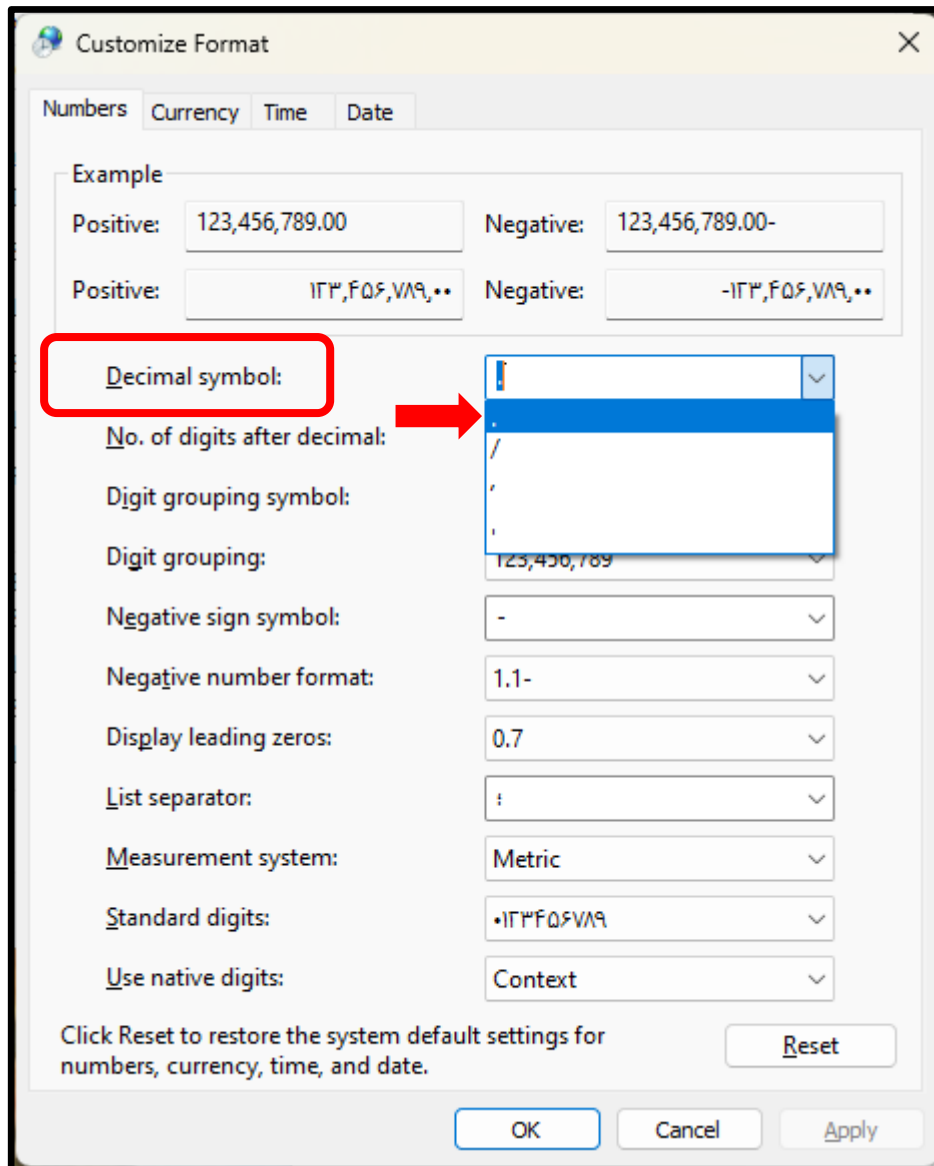 Customize Format
Numbers Currency Time Date
Example
Positive: 123,456,789.00 Negative: 123,456,789.00-
Positive: ۱۲۳,۴۵۶,۷۸۹,۰۰ Negative: -۱۲۳,۴۵۶,۷۸۹,۰۰
Decimal symbol: .
.
No. of digits after decimal:
/
Digit grouping symbol:
,
'
Digit grouping: 123,456,789
Negative sign symbol: -
Negative number format: 1.1-
Display leading zeros: 0.7
List separator: ؛
Measurement system: Metric
Standard digits: ۰۱۲۳۴۵۶۷۸۹
Use native digits: Context
Click Reset to restore the system default settings for
numbers, currency, time, and date.
Reset
OK Cancel Apply